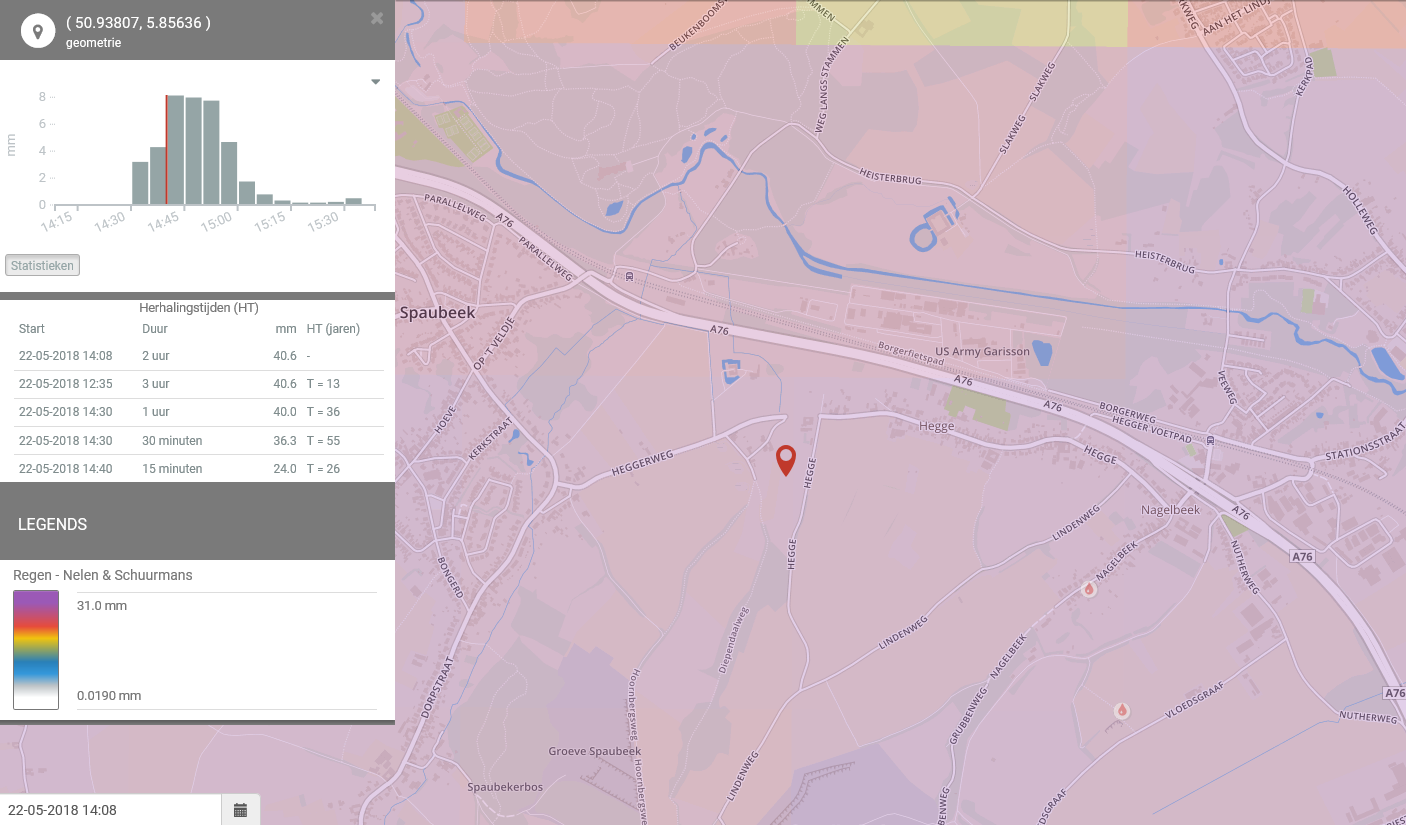 ( 50.93807, 5.85636 )
geometrie
mm
8
6
4
2
0
14:15
14:30
14:45
15:00
15:15
15:30
Statistieken
Herhalingstijden (HT)
Start Duur mm HT (jaren)
22-05-2018 14:08 2 uur 40.6 -
22-05-2018 12:35 3 uur 40.6 T = 13
22-05-2018 14:30 1 uur 40.0 T = 36
22-05-2018 14:30 30 minuten 36.3 T = 55
22-05-2018 14:40 15 minuten 24.0 T = 26
LEGENDS
Regen - Nelen & Schuurmans
31.0 mm
0.0190 mm
22-05-2018 14:08
BEUKENBOOMS
MMEN
WEG LANGS STAMMEN
SLAKWEG
SLAKWEG
KWEG
AAN HET LINDJ
KERKPAD
HEISTERBRUG
HEISTERBRUG
HOLLEWEG
PARALLELWEG
A76
PARALLELWEG
Spaubeek
OP 'T VELDJE
A76
Borgerfietspad
US Army Garisson
A76
A76
VEEWEG
BORGERWEG
HEGGER VOETPAD
STATIONSSTRAAT
HOEVE
KERKSTRAAT
HEGGERWEG
HEGGE
Hegge
HEGGE
Nagelbeek
A76
LINDENWEG
HEGGE
NAGELBEEK
NUTHERWEG
A76
BONGERD
Diependaalweg
LINDENWEG
NAGELBEEK
DORPSTRAAT
Hoornbergsweg
GRUBBENWEG
VLOEDSGRAAF
A76
NUTHERWEG
Groeve Spaubeek
Hoornbergswe
Spaubekerbos
LINDENWEG
BENWEG
DSGRAAF